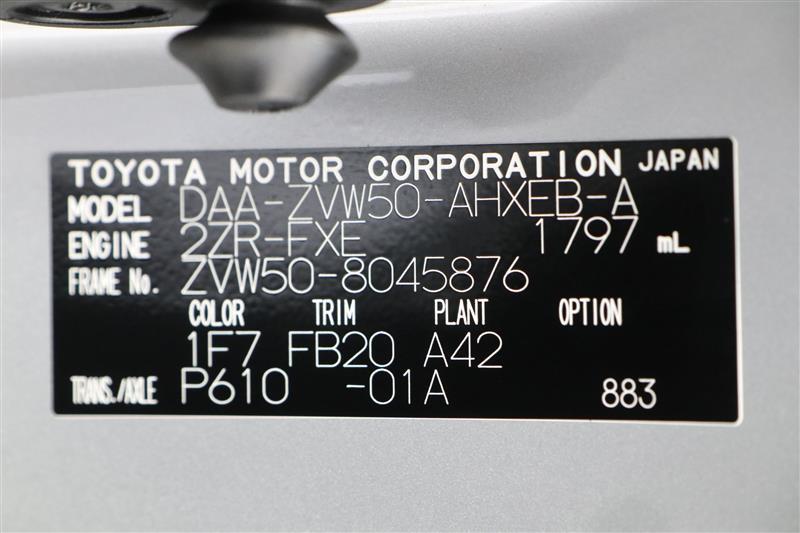 TOYOTA MOTOR CORPORATION JAPAN
MODEL DAA-ZVW50-AHXEB-A
ENGINE 2ZR-FXE 1797 mL
FRAME No. ZVW50-8045876
COLOR TRIM PLANT OPTION
1F7 FB20 A42
TRANS./AXLE P610 -01A 883